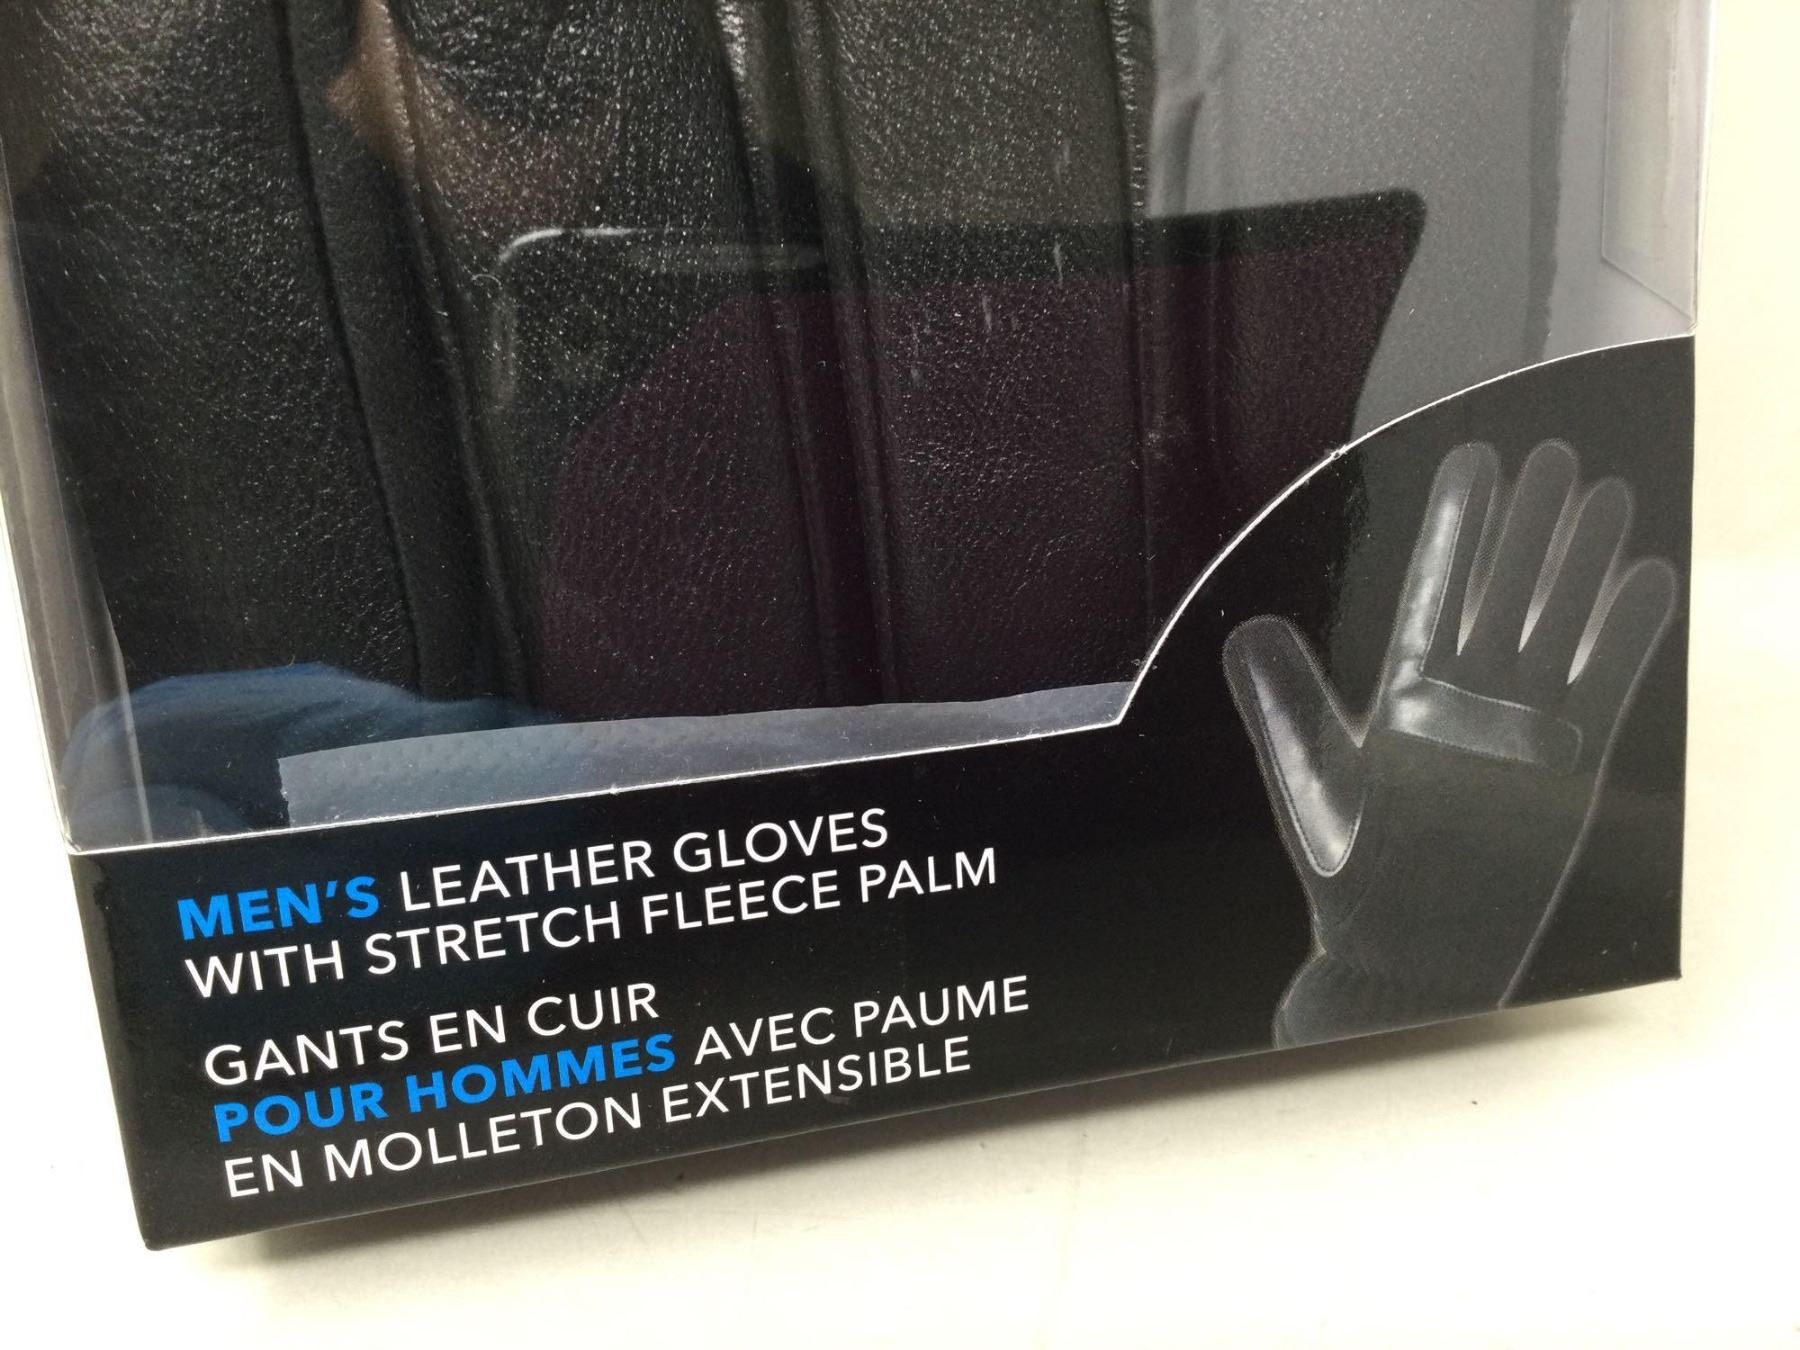 MEN'S LEATHER GLOVES
WITH STRETCH FLEECE PALM
GANTS EN CUIR
POUR HOMMES AVEC PAUME
EN MOLLETON EXTENSIBLE